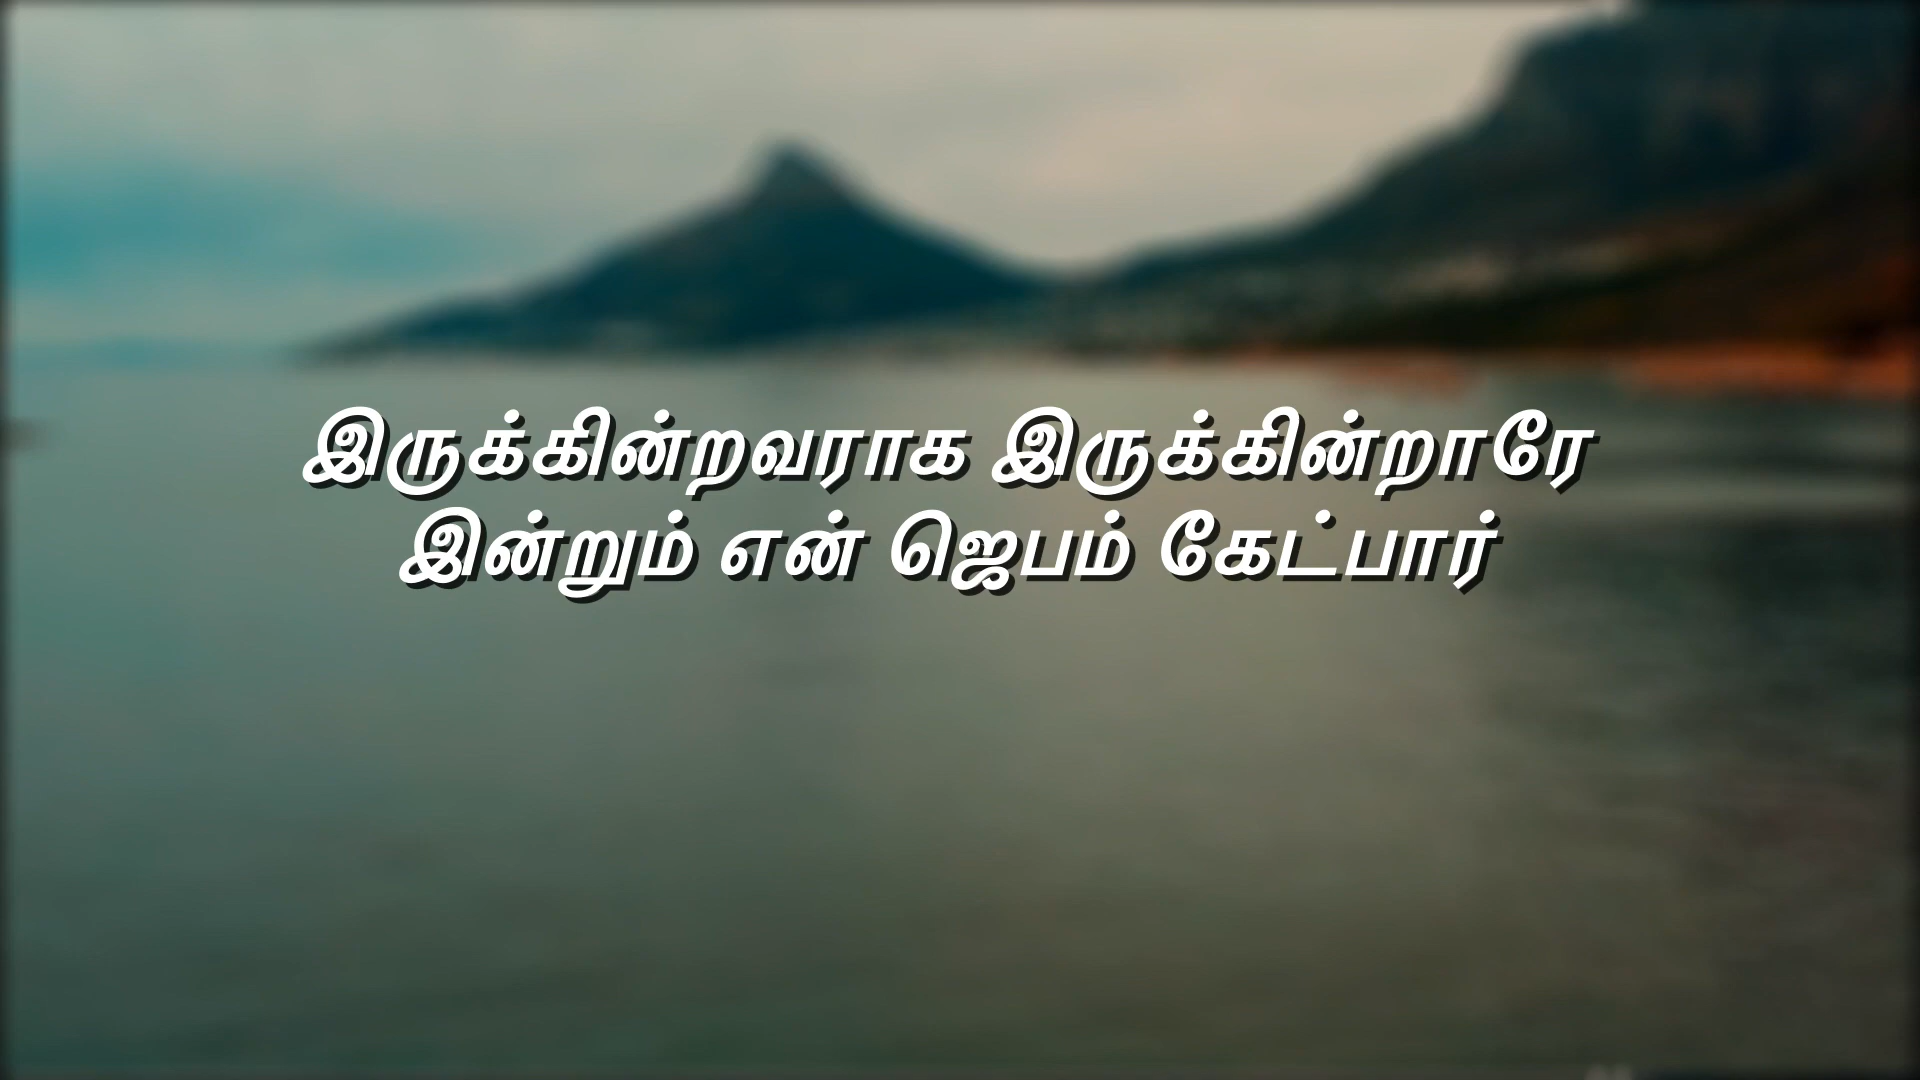 இருக்கின்றவராக இருக்கின்றாரே
இன்றும் என் ஜெபம் கேட்பார்